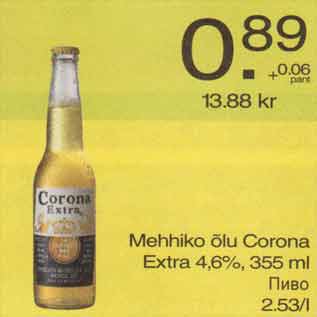 0.89
+0.06
pant
13.88 kr
Corona
Extra
Mehhiko õlu Corona
Extra 4,6%, 355 ml
Пиво
2.53/l